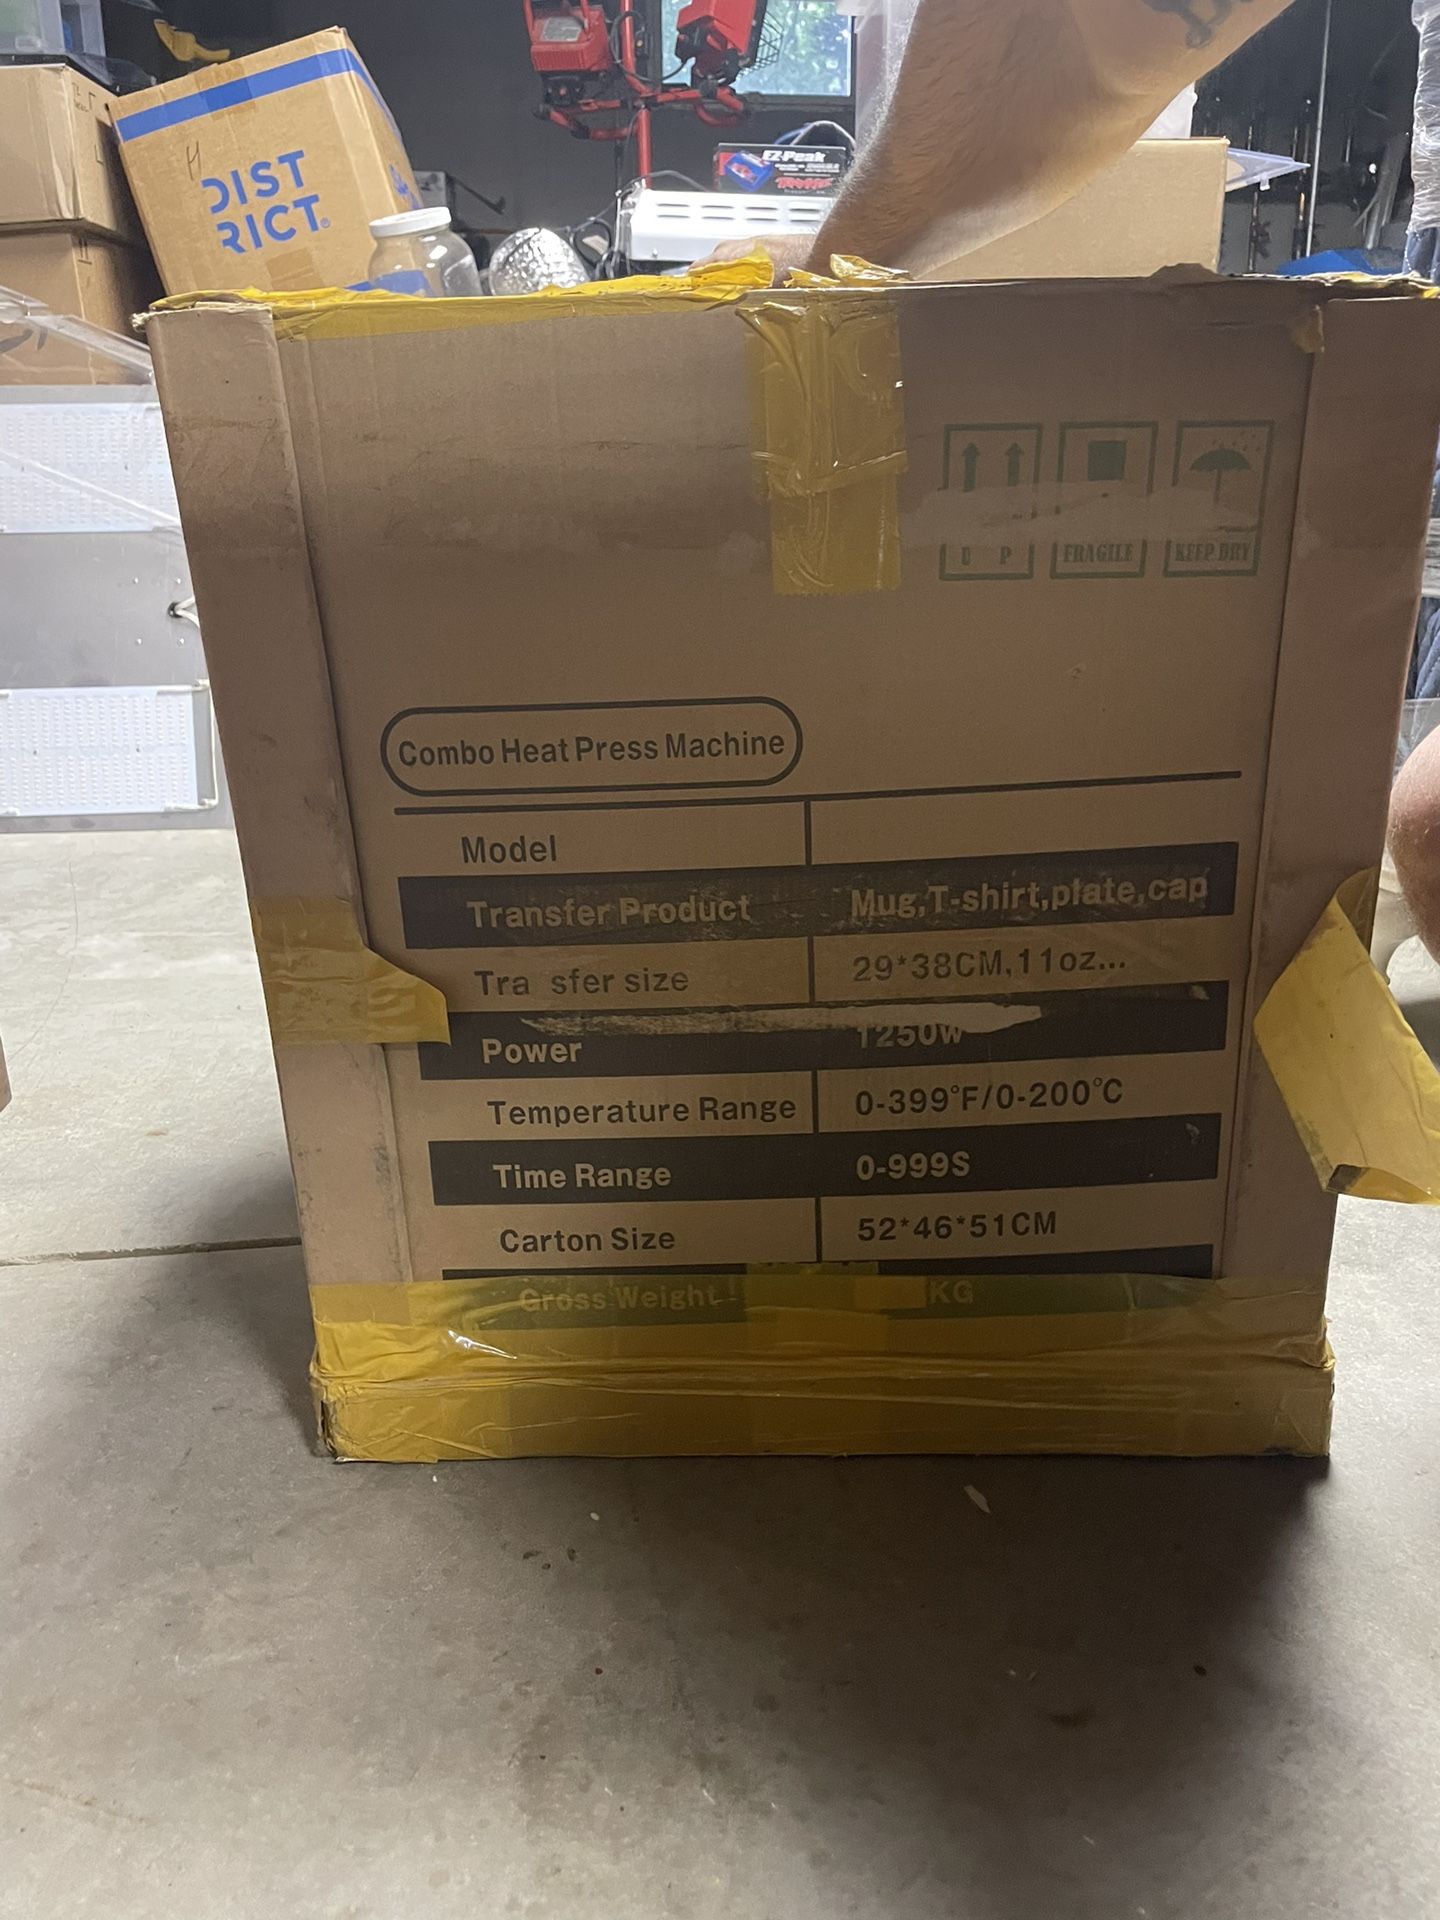 DIST
RICT®
EZ-Peak
TRAXXAS
U P
FRAGILE
KEEP DRY
Combo Heat Press Machine
Model
Transfer Product Mug,T-shirt,plate,cap
Tra sfer size 29*38CM,11oz...
Power 1250W
Temperature Range 0-399°F/0-200°C
Time Range 0-999S
Carton Size 52*46*51CM
Gross Weight KG